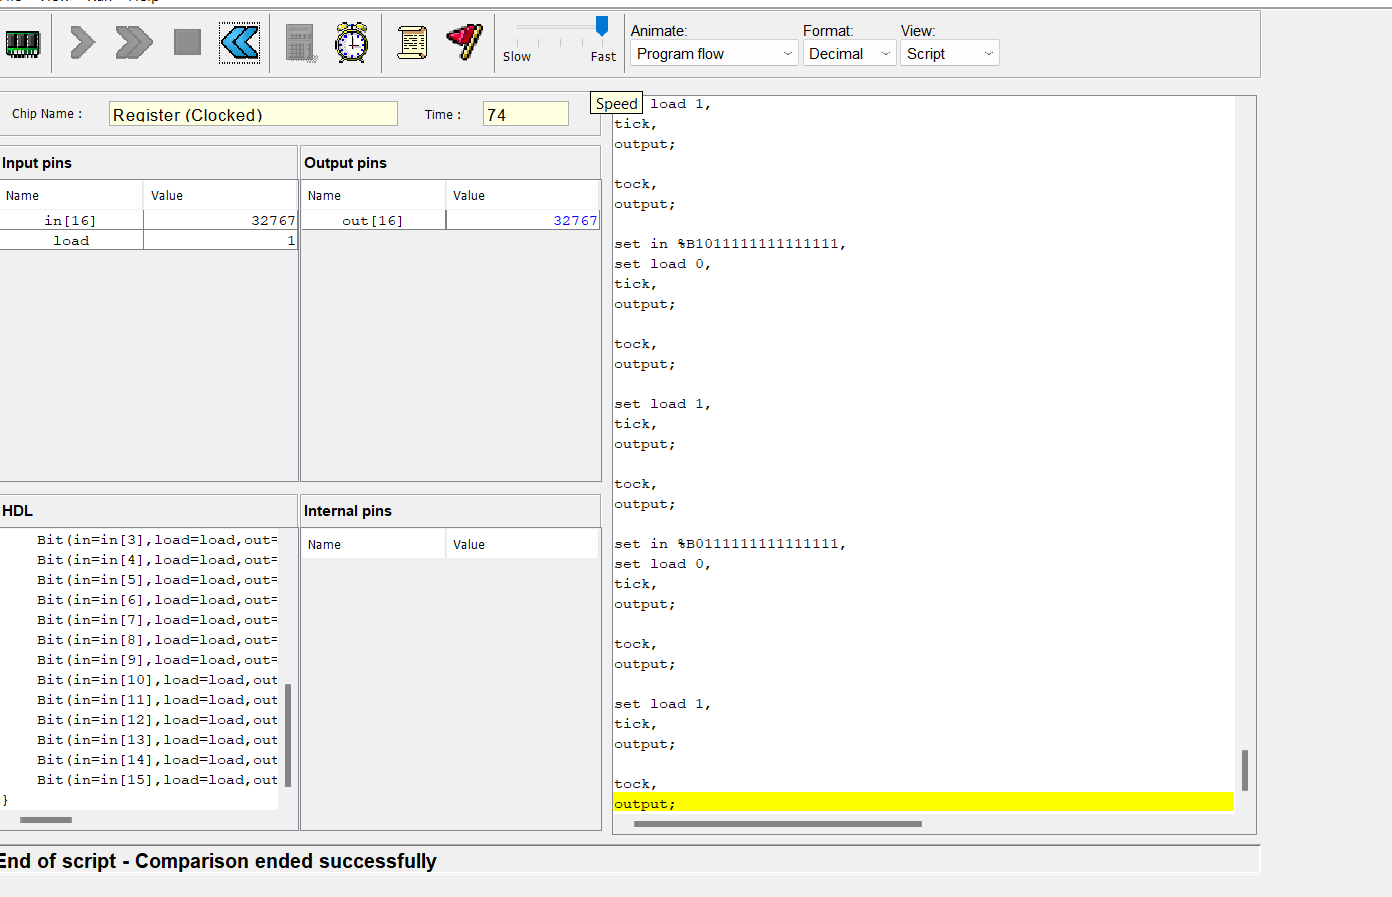 Slow
Fast
Animate:
Program flow
Format:
Decimal
View:
Script
Chip Name :
Register (Clocked)
Time :
74
Speed
Input pins
Name
Value
in[16]
32767
load
1
Output pins
Name
Value
out[16]
32767
HDL
Bit(in=in[3],load=load,out=
Bit(in=in[4],load=load,out=
Bit(in=in[5],load=load,out=
Bit(in=in[6],load=load,out=
Bit(in=in[7],load=load,out=
Bit(in=in[8],load=load,out=
Bit(in=in[9],load=load,out=
Bit(in=in[10],load=load,out
Bit(in=in[11],load=load,out
Bit(in=in[12],load=load,out
Bit(in=in[13],load=load,out
Bit(in=in[14],load=load,out
Bit(in=in[15],load=load,out
}
Internal pins
Name
Value
load 1,
tick,
output;
tock,
output;
set in %B1011111111111111,
set load 0,
tick,
output;
tock,
output;
set load 1,
tick,
output;
tock,
output;
set in %B0111111111111111,
set load 0,
tick,
output;
tock,
output;
set load 1,
tick,
output;
tock,
output;
End of script - Comparison ended successfully